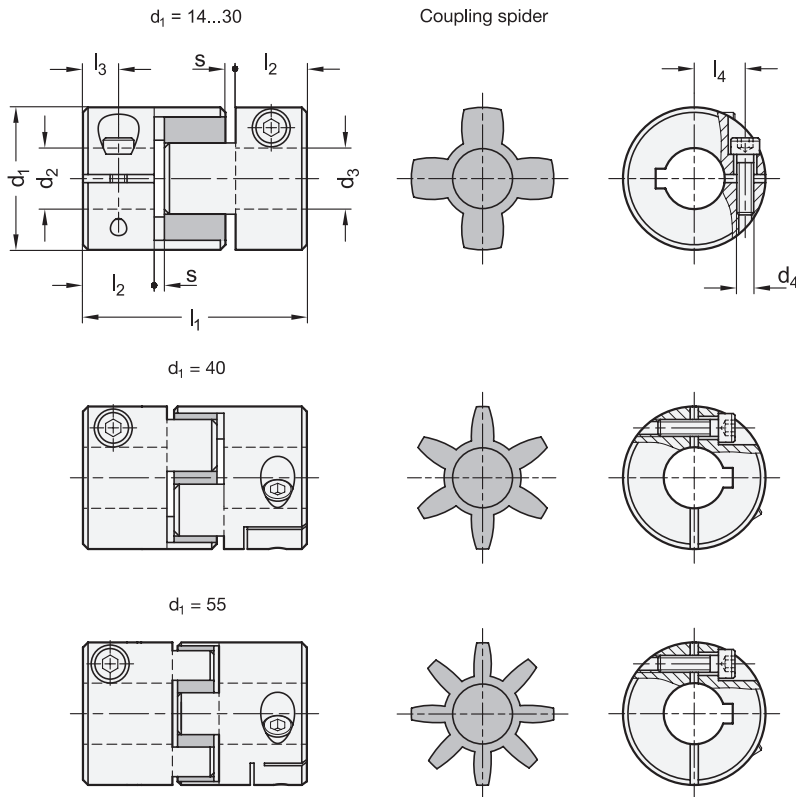 d₁ = 14...30
Coupling spider
l₃
s
l₂
l₄
d₁
d₂
d₃
l₂
s
d₄
l₁
d₁ = 40
d₁ = 55